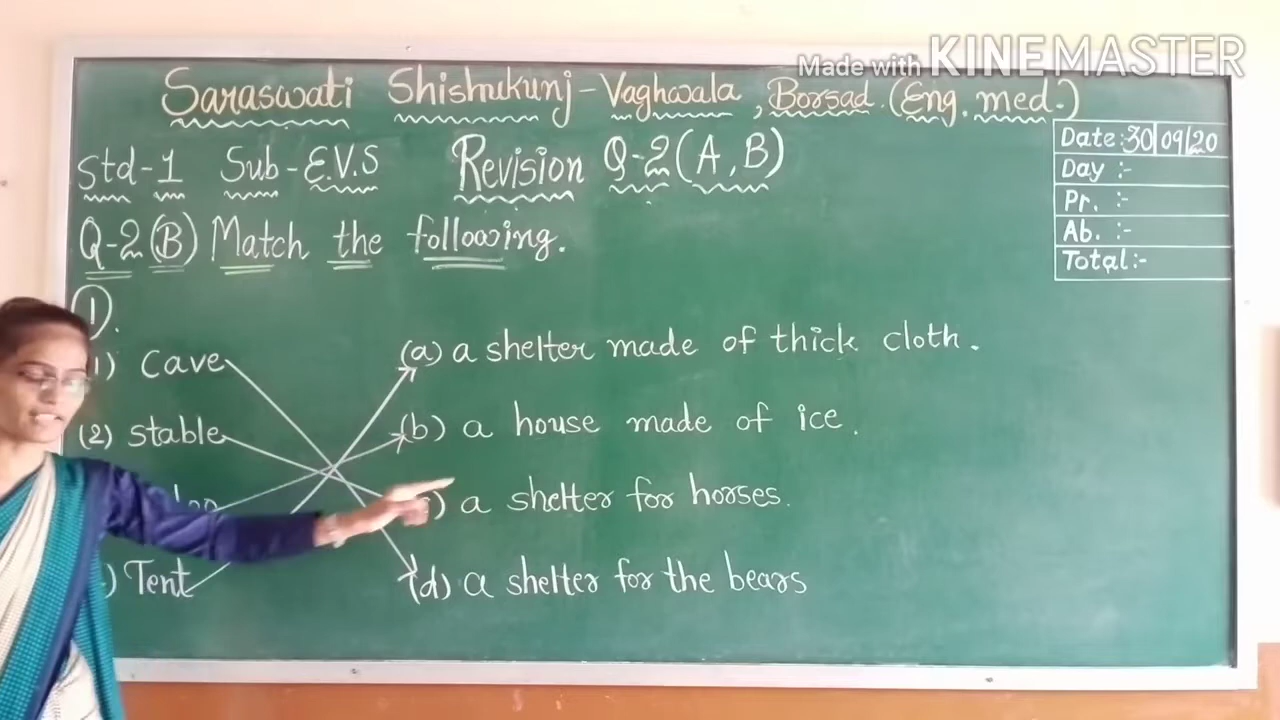 Made with KINEMASTER
Saraswati Shishukunj-Vaghwala, Borsad. (Eng. med.)
Std-1 Sub-E.V.S Revision Q-2(A,B)
Date:30|09|20
Day :-
Pr. :-
Ab. :-
Total:-
Q-2(B) Match the following.
1.
1) Cave (a) a shelter made of thick cloth.
(2) stable (b) a house made of ice.
a shelter for horses.
) Tent (d) a shelter for the bears